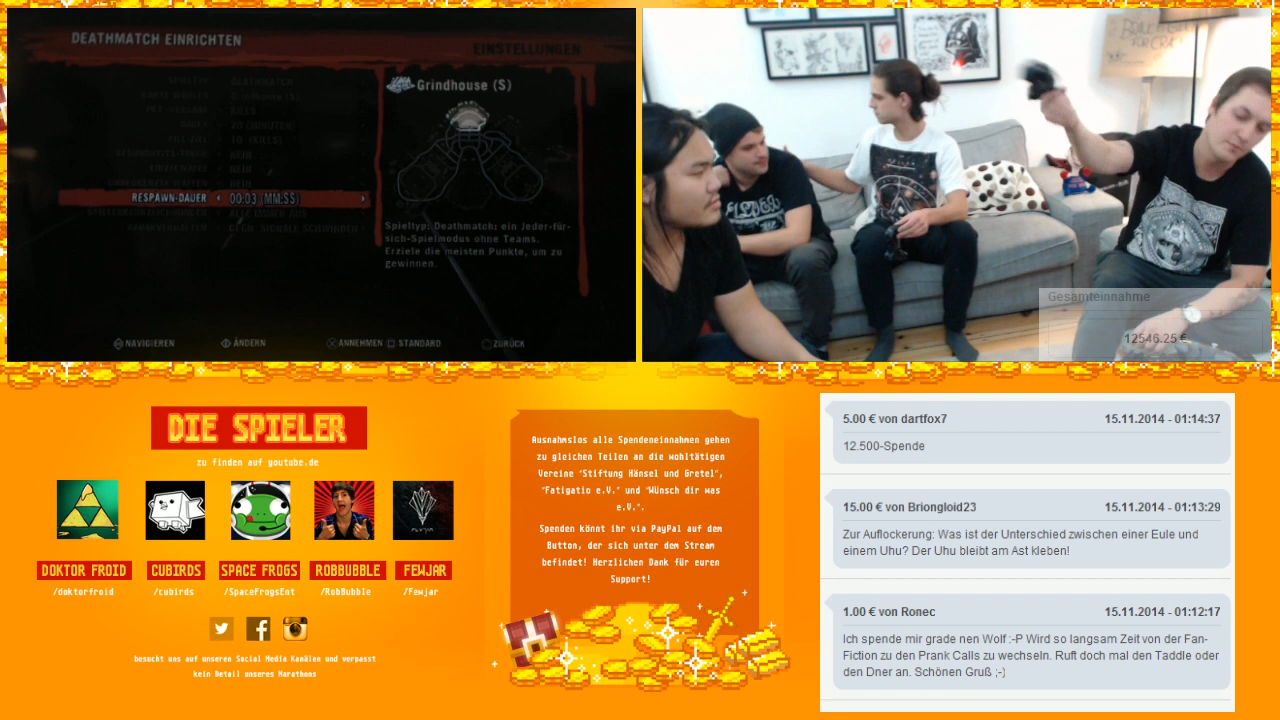 DEATHMATCH EINRICHTEN
EINSTELLUNGEN
Grindhouse (S)
RESPAWN-DAUER 00:03 (MM:SS)
Spieltyp: Deathmatch: ein Jeder-für-
sich-Spielmodus ohne Teams.
Erziele die meisten Punkte, um zu
gewinnen.
NAVIGIEREN
ÄNDERN
ANNEHMEN
STANDARD
ZURÜCK
Gesamteinnahme
12546.25 €
DIE SPIELER
zu finden auf youtube.de
DOKTOR FROID
CUBIRDS
SPACE FROGS
ROBBUBBLE
FEWJAR
/doktorfroid
/cubirds
/SpaceFrogsEnt
/RobBubble
/Fewjar
besucht uns auf unseren Social Media Kanälen und verpasst
kein Detail unseres Marathons
Ausnahmslos alle Spendeneinnahmen gehen
zu gleichen Teilen an die wohltätigen
Vereine "Stiftung Hänsel und Gretel",
"Fatigatio e.V." und "Wünsch dir was
e.V.".
Spenden könnt ihr via PayPal auf dem
Button, der sich unter dem Stream
befindet! Herzlichen Dank für euren
Support!
5.00 € von dartfox7 15.11.2014 - 01:14:37
12.500-Spende
15.00 € von Briongloid23 15.11.2014 - 01:13:29
Zur Auflockerung: Was ist der Unterschied zwischen einer Eule und
einem Uhu? Der Uhu bleibt am Ast kleben!
1.00 € von Ronec 15.11.2014 - 01:12:17
Ich spende mir grade nen Wolf :-P Wird so langsam Zeit von der Fan-
Fiction zu den Prank Calls zu wechseln. Ruft doch mal den Taddle oder
den Dner an. Schönen Gruß ;-)